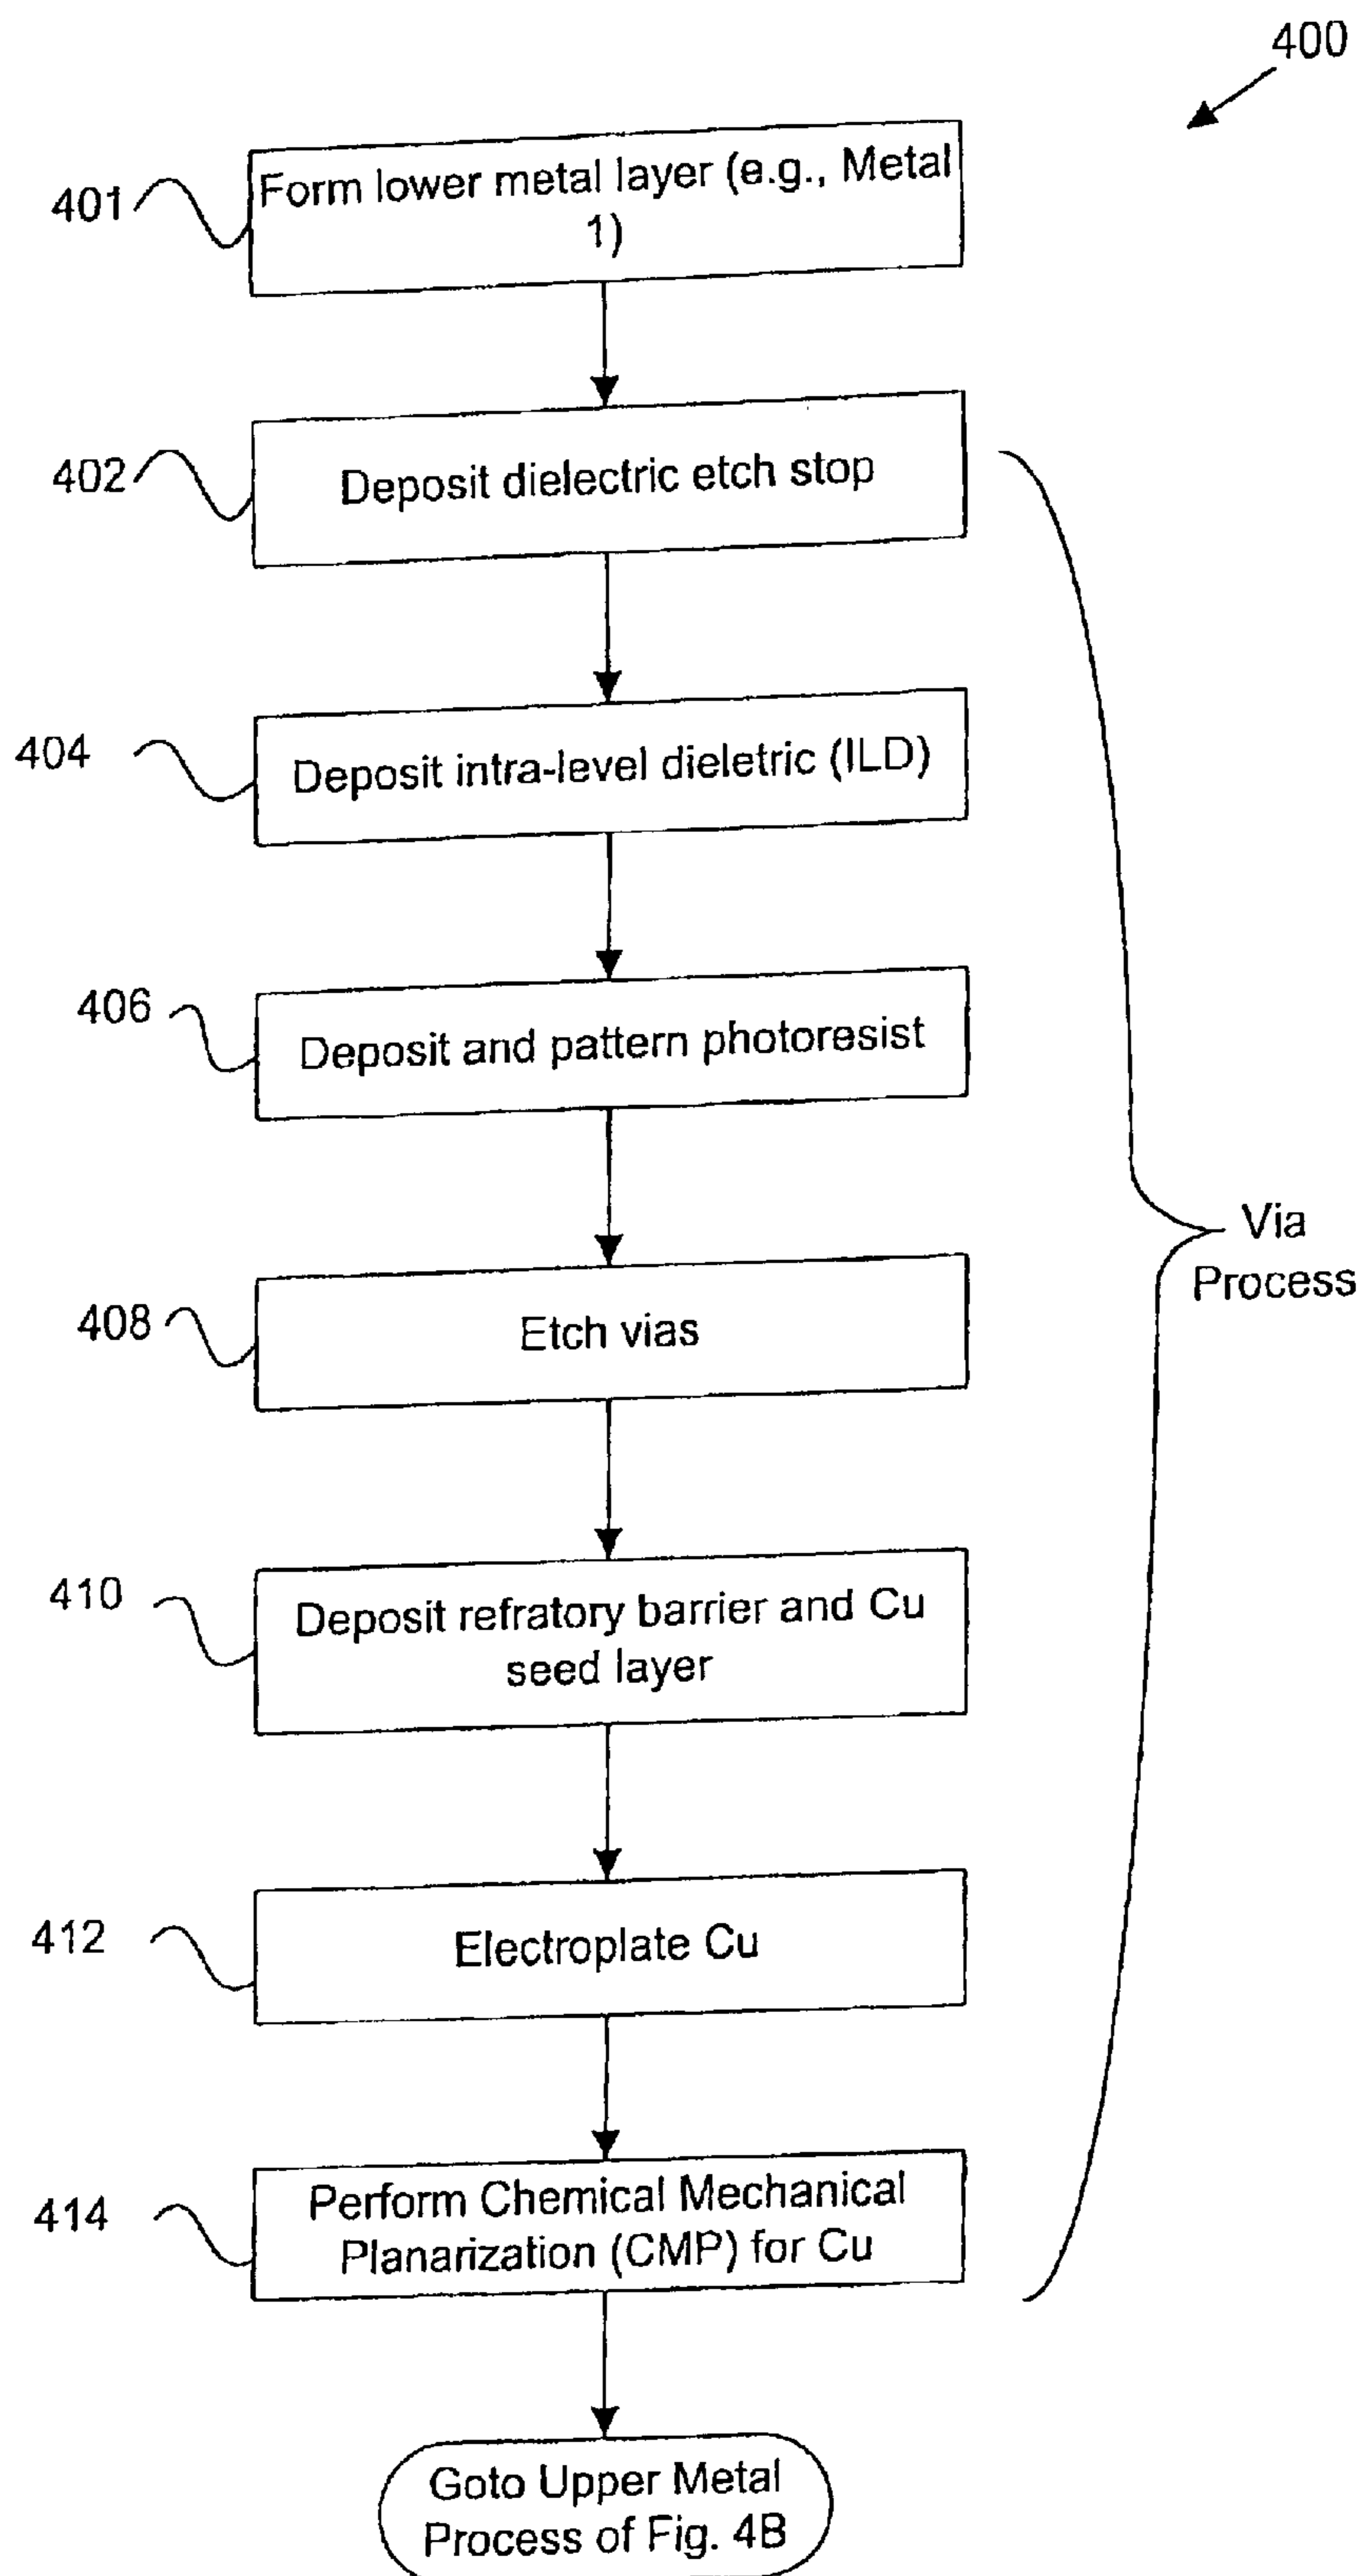 400
401
Form lower metal layer (e.g., Metal
1)
402
Deposit dielectric etch stop
404
Deposit intra-level dieletric (ILD)
406
Deposit and pattern photoresist
408
Etch vias
Via
Process
410
Deposit refratory barrier and Cu
seed layer
412
Electroplate Cu
414
Perform Chemical Mechanical
Planarization (CMP) for Cu
Goto Upper Metal
Process of Fig. 4B